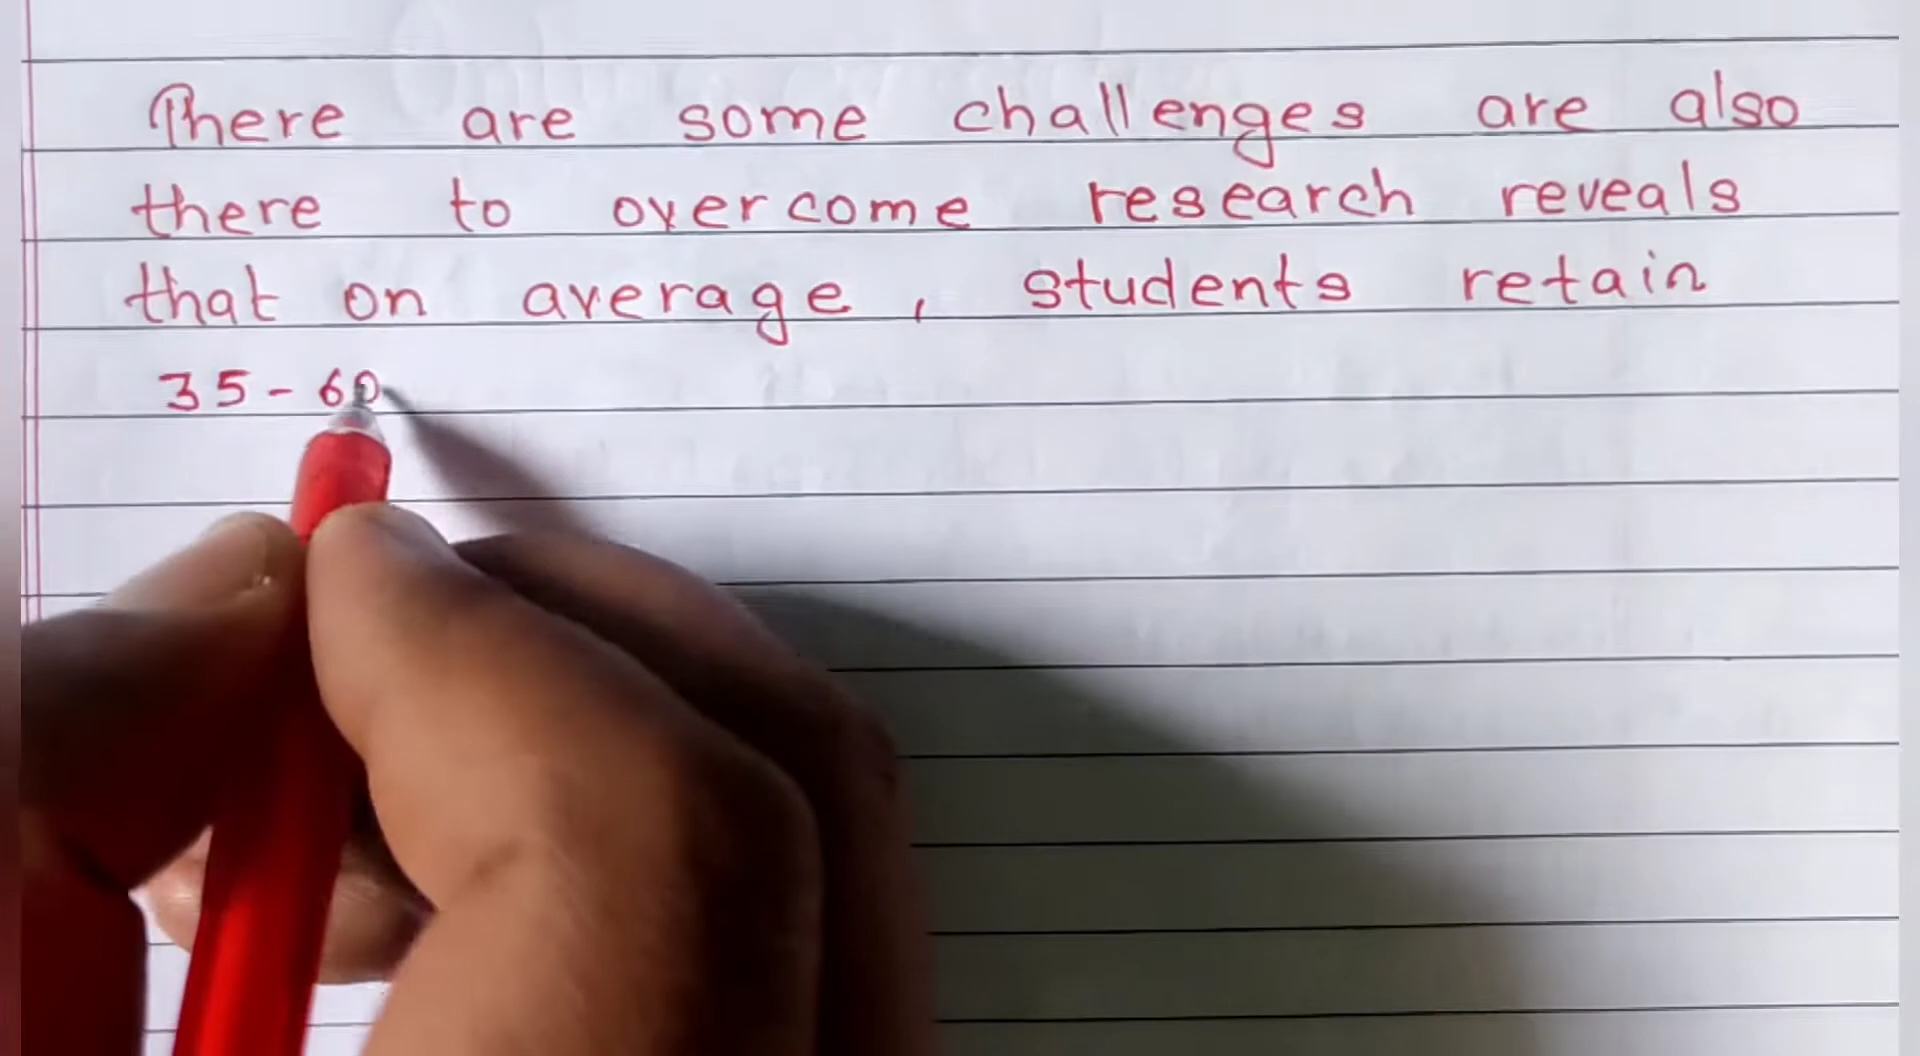 There are some challenges are also
there to overcome research reveals
that on average, students retain
35-60